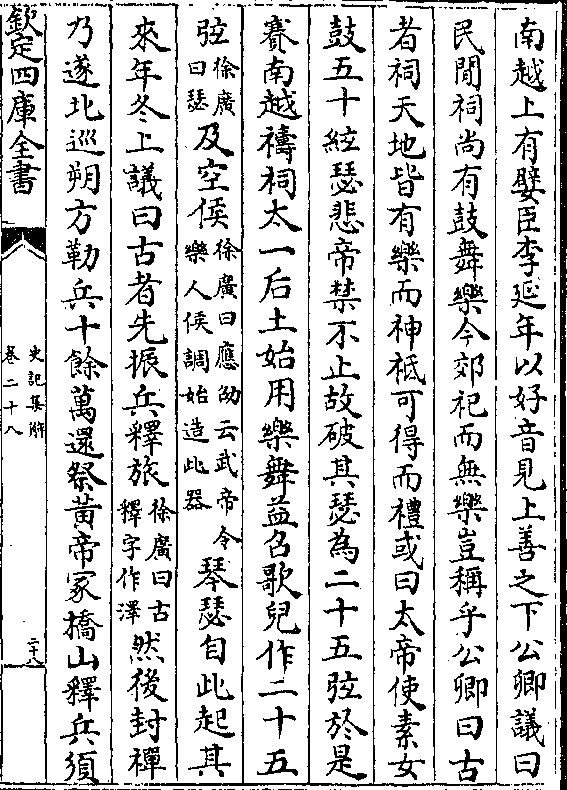 南越上有嬖臣李延年以好音見上善之下公卿議曰
民間祠尚有鼓舞樂今郊祀而無樂豈稱乎公卿曰古
者祠天地皆有樂而神祇可得而禮或曰太帝使素女
鼓五十絃瑟悲帝禁不止故破其瑟為二十五弦於是
賽南越禱祠太一后土始用樂舞益召歌兒作二十五
弦徐廣曰瑟及空侯徐廣曰應劭云武帝令樂人侯調始造此器琴瑟自此起其
來年冬上議曰古者先振兵釋旅徐廣曰古釋字作澤然後封禪
乃遂北巡朔方勒兵十餘萬還祭黃帝冢橋山釋兵須
欽定四庫全書
史記集解
卷二十八
二十八